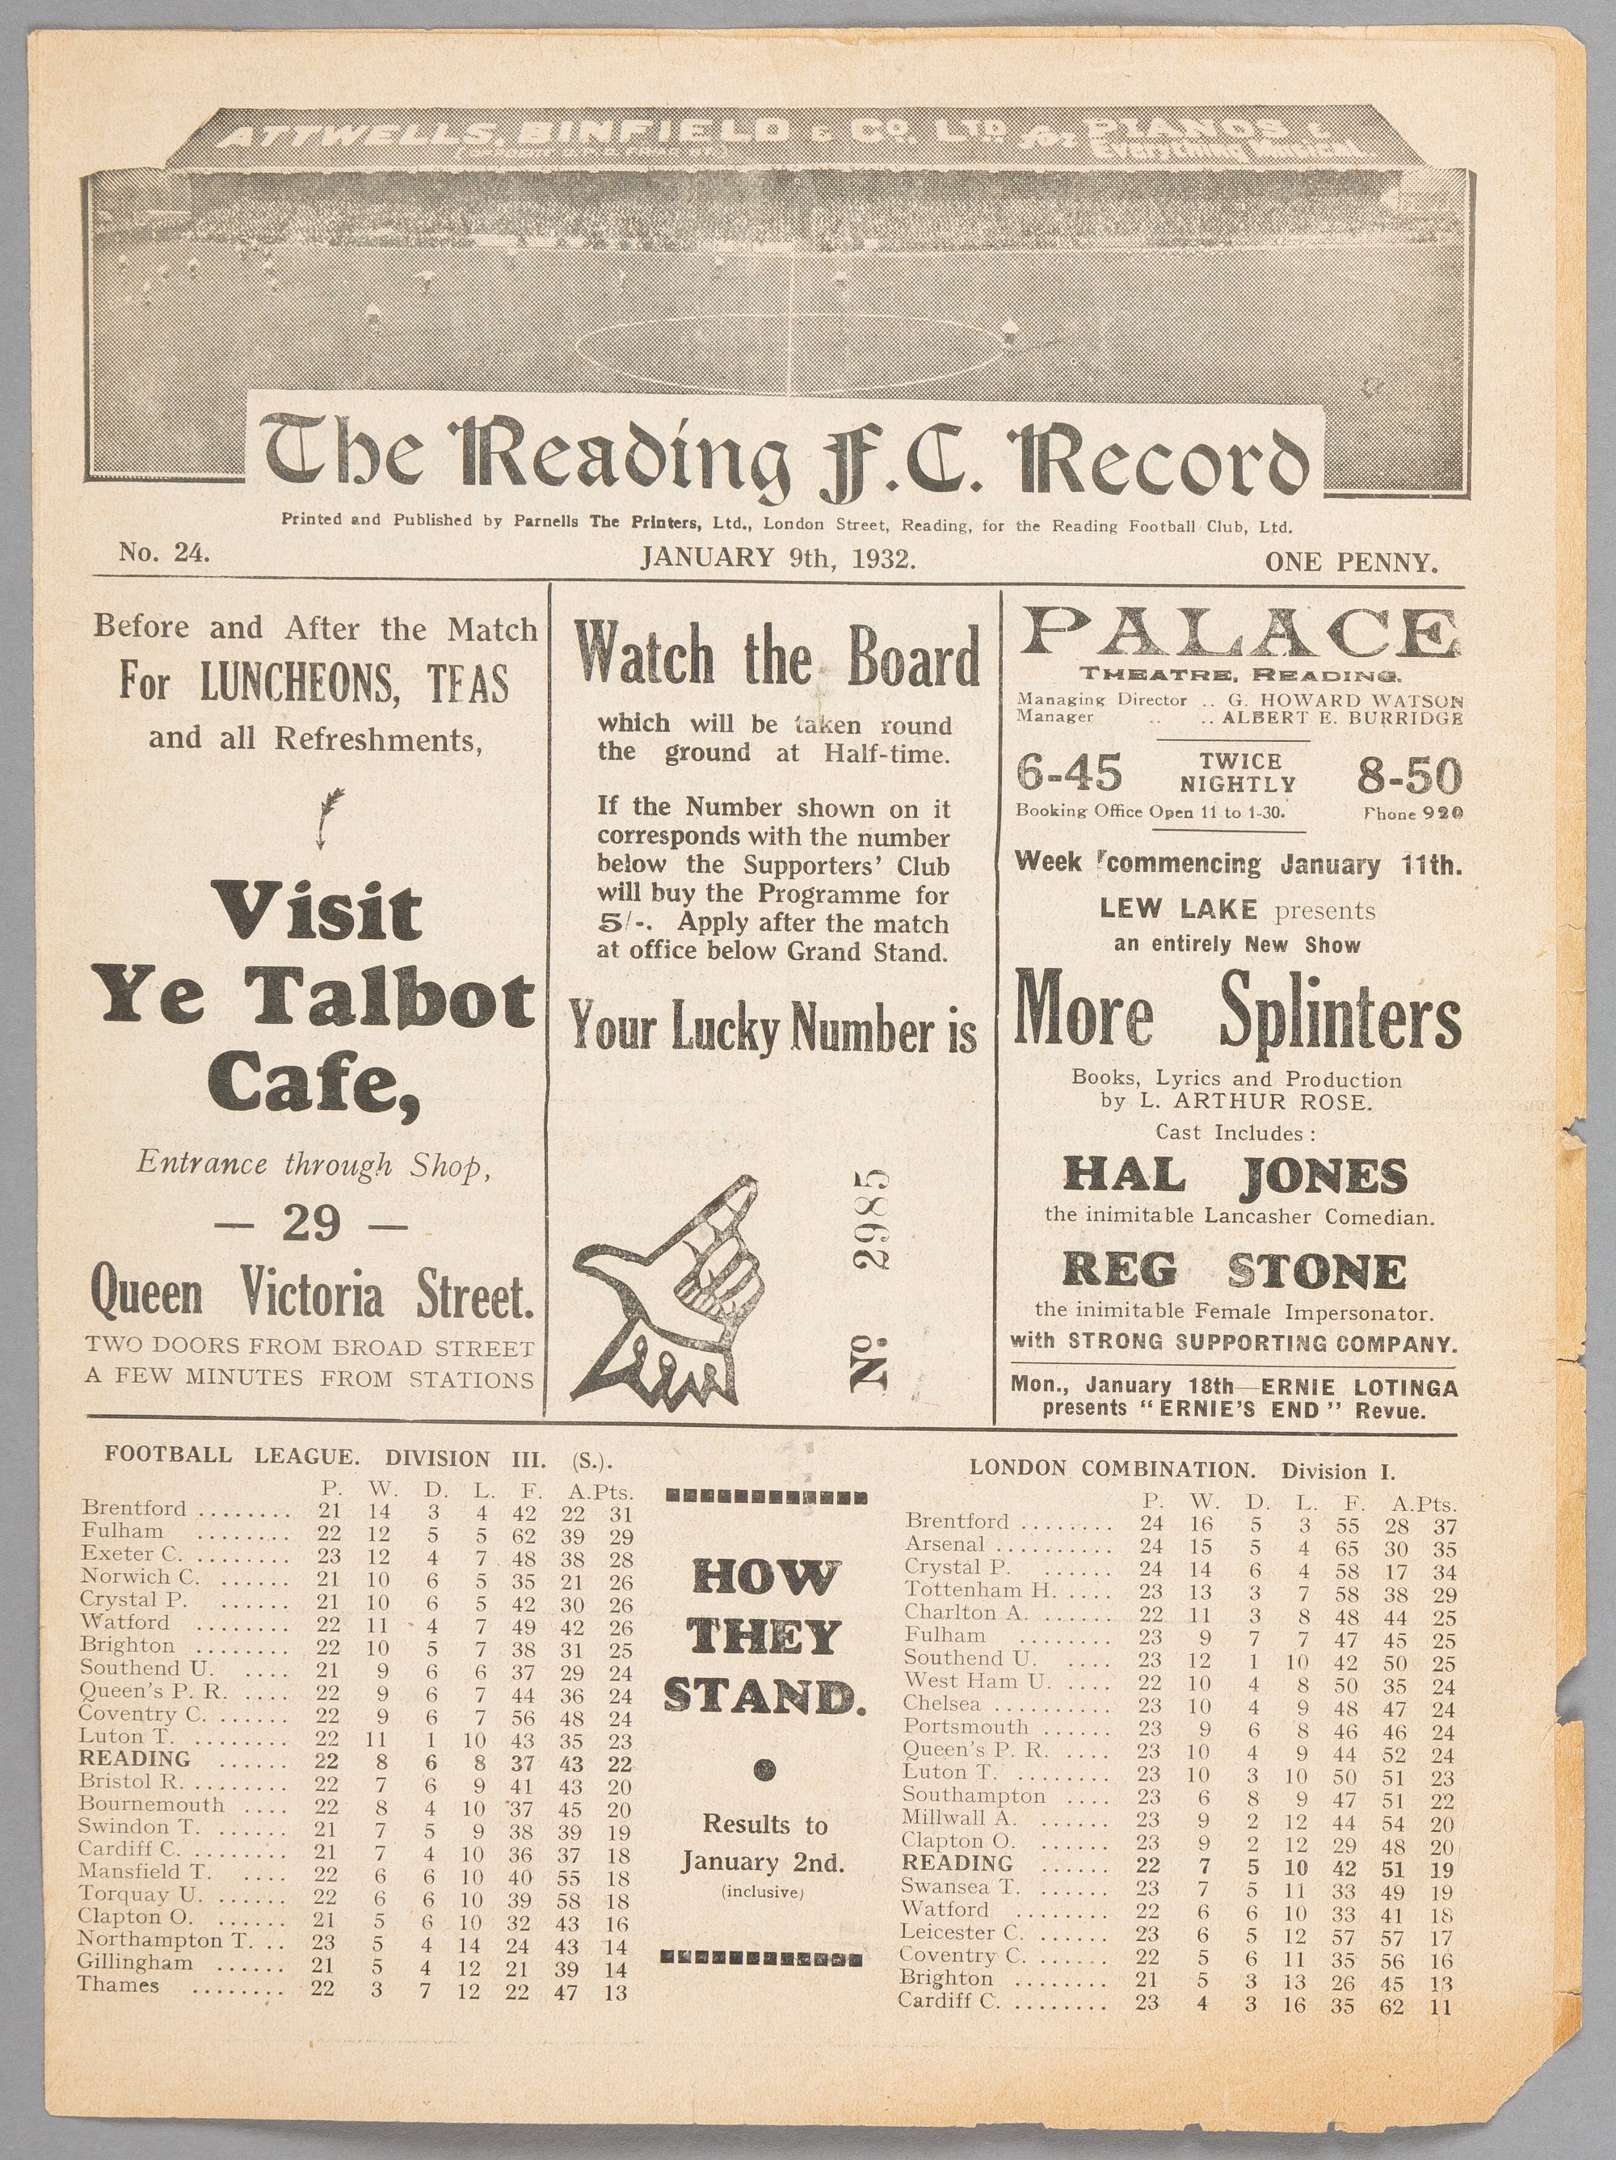 ATTWELLS, BINFIELD & CO. LTD for PIANOS &
EVERYTHING MUSICAL.
The Reading F.C. Record
Printed and Published by Parnells The Printers, Ltd., London Street, Reading, for the Reading Football Club, Ltd.
No. 24. JANUARY 9th, 1932. ONE PENNY.
Before and After the Match
For LUNCHEONS, TEAS
and all Refreshments,
Visit
Ye Talbot
Cafe,
Entrance through Shop,
— 29 —
Queen Victoria Street.
TWO DOORS FROM BROAD STREET
A FEW MINUTES FROM STATIONS
Watch the Board
which will be taken round
the ground at Half-time.
If the Number shown on it
corresponds with the number
below the Supporters' Club
will buy the Programme for
5/-. Apply after the match
at office below Grand Stand.
Your Lucky Number is
No. 2985
PALACE
THEATRE, READING.
Managing Director .. G. HOWARD WATSON
Manager .. .. ALBERT E. BURRIDGE
6-45 TWICE NIGHTLY 8-50
Booking Office Open 11 to 1-30. Phone 920
Week commencing January 11th.
LEW LAKE presents
an entirely New Show
More Splinters
Books, Lyrics and Production
by L. ARTHUR ROSE.
Cast Includes :
HAL JONES
the inimitable Lancasher Comedian.
REG STONE
the inimitable Female Impersonator.
with STRONG SUPPORTING COMPANY.
Mon., January 18th—ERNIE LOTINGA
presents "ERNIE'S END" Revue.
FOOTBALL LEAGUE. DIVISION III. (S.).
P. W. D. L. F. A. Pts.
Brentford ........ 21 14 3 4 42 22 31
Fulham ........ 22 12 5 5 62 39 29
Exeter C. ........ 23 12 4 7 48 38 28
Norwich C. ...... 21 10 6 5 35 21 26
Crystal P. ...... 21 10 6 5 42 30 26
Watford ........ 22 11 4 7 49 42 26
Brighton ........ 22 10 5 7 38 31 25
Southend U. .... 21 9 6 6 37 29 24
Queen's P. R. .... 22 9 6 7 44 36 24
Coventry C. ...... 22 9 6 7 56 48 24
Luton T. ........ 22 11 1 10 43 35 23
READING ...... 22 8 6 8 37 43 22
Bristol R. ........ 22 7 6 9 41 43 20
Bournemouth .... 22 8 4 10 37 45 20
Swindon T. ...... 21 7 5 9 38 39 19
Cardiff C. ........ 21 7 4 10 36 37 18
Mansfield T. .... 22 6 6 10 40 55 18
Torquay U. ...... 22 6 6 10 39 58 18
Clapton O. ...... 21 5 6 10 32 43 16
Northampton T. .. 23 5 4 14 24 43 14
Gillingham ...... 21 5 4 12 21 39 14
Thames ........ 22 3 7 12 22 47 13
HOW
THEY
STAND.
Results to
January 2nd.
(inclusive)
LONDON COMBINATION. Division I.
P. W. D. L. F. A. Pts.
Brentford ........ 24 16 5 3 55 28 37
Arsenal .......... 24 15 5 4 65 30 35
Crystal P. ...... 24 14 6 4 58 17 34
Tottenham H. .... 23 13 3 7 58 38 29
Charlton A. ...... 22 11 3 8 48 44 25
Fulham ........ 23 9 7 7 47 45 25
Southend U. .... 23 12 1 10 42 50 25
West Ham U. .... 22 10 4 8 50 35 24
Chelsea .......... 23 10 4 9 48 47 24
Portsmouth ...... 23 9 6 8 46 46 24
Queen's P. R. .... 23 10 4 9 44 52 24
Luton T. ........ 23 10 3 10 50 51 23
Southampton .... 23 6 8 9 47 51 22
Millwall A. ...... 23 9 2 12 44 54 20
Clapton O. ...... 23 9 2 12 29 48 20
READING ...... 22 7 5 10 42 51 19
Swansea T. ...... 23 7 5 11 33 49 19
Watford ........ 22 6 6 10 33 41 18
Leicester C. ...... 23 6 5 12 57 57 17
Coventry C. ...... 22 5 6 11 35 56 16
Brighton ........ 21 5 3 13 26 45 13
Cardiff C. ........ 23 4 3 16 35 62 11